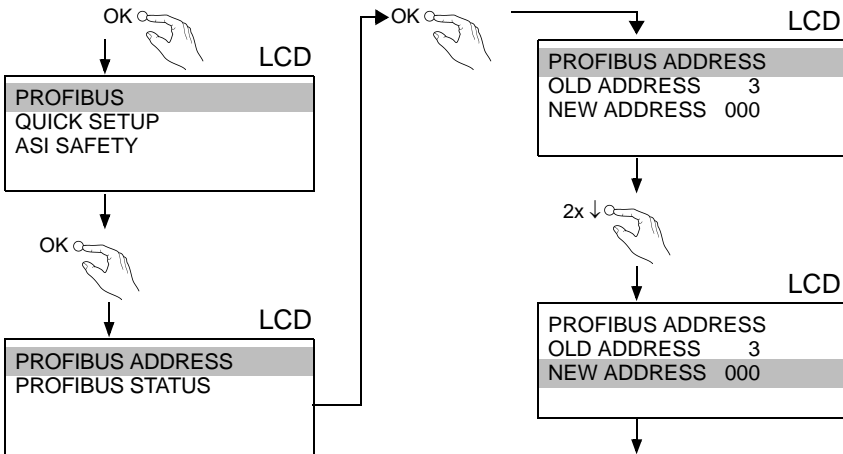 OK
LCD
PROFIBUS
QUICK SETUP
ASI SAFETY
OK
LCD
PROFIBUS ADDRESS
PROFIBUS STATUS
OK
LCD
PROFIBUS ADDRESS
OLD ADDRESS 3
NEW ADDRESS 000
2x ↓
LCD
PROFIBUS ADDRESS
OLD ADDRESS 3
NEW ADDRESS 000